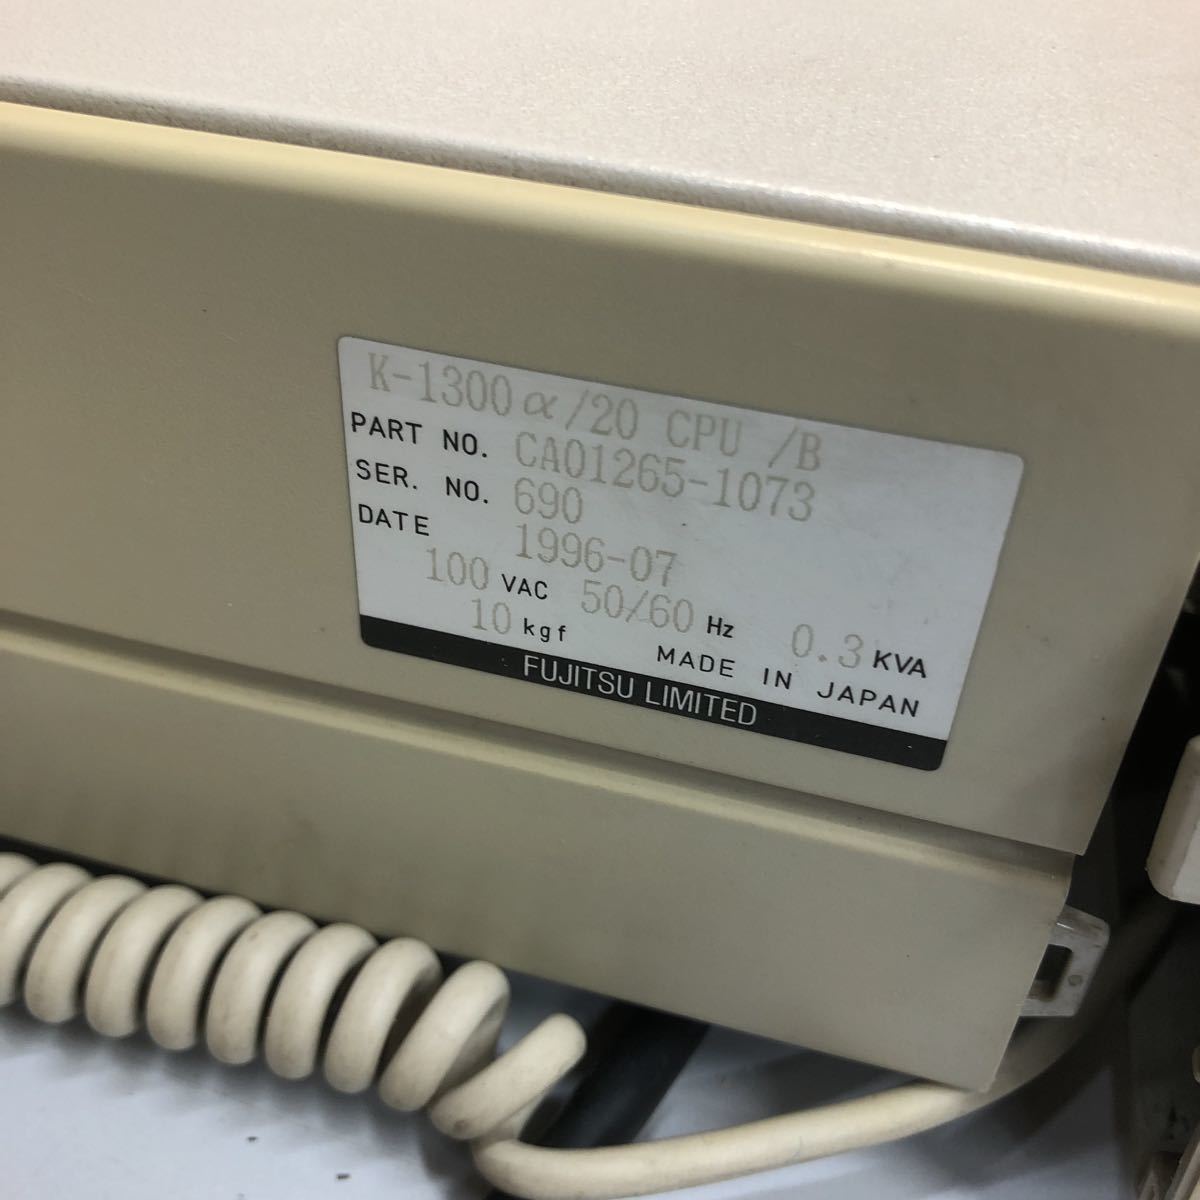 K-1300α/20 CPU /B
PART NO. CA01265-1073
SER. NO. 690
DATE 1996-07
100 VAC 50/60 Hz 0.3 KVA
10 kgf MADE IN JAPAN
FUJITSU LIMITED